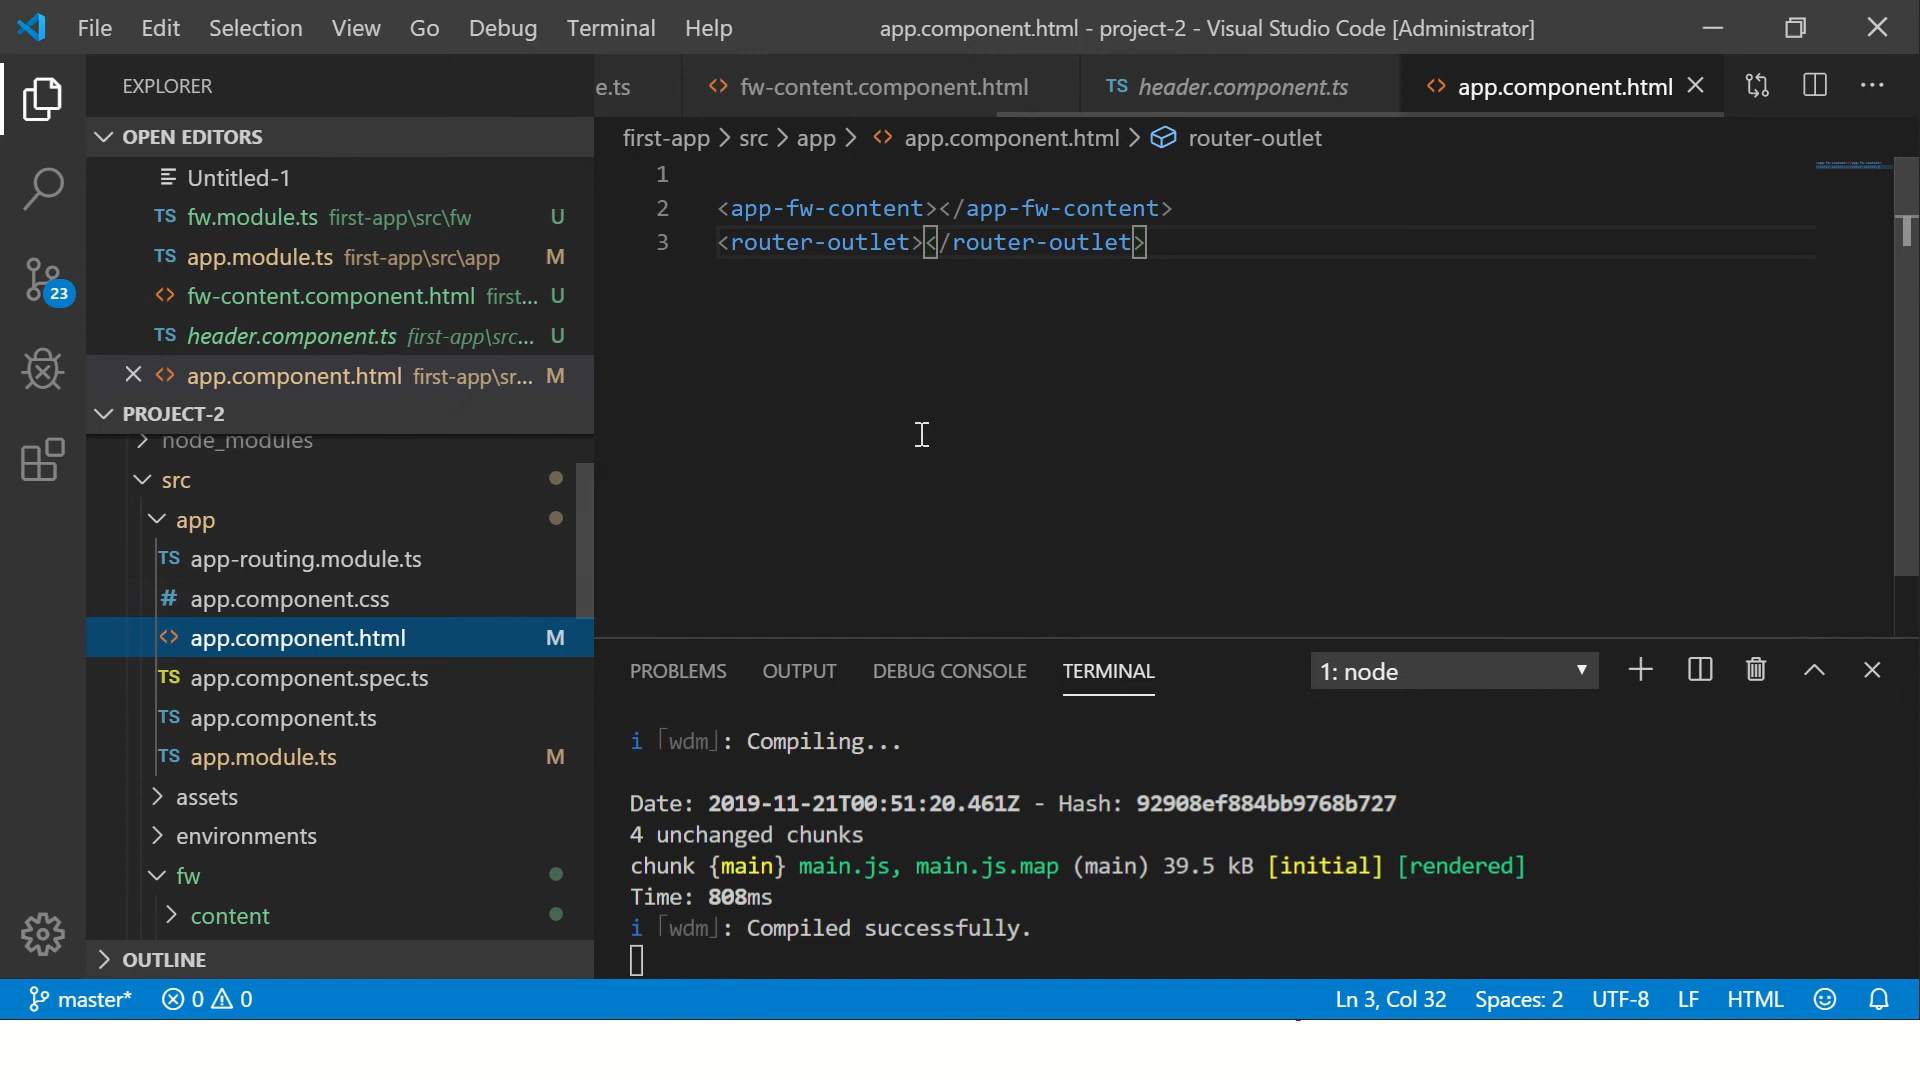 File Edit Selection View Go Debug Terminal Help app.component.html - project-2 - Visual Studio Code [Administrator]
EXPLORER
OPEN EDITORS
Untitled-1
TS fw.module.ts first-app\src\fw U
TS app.module.ts first-app\src\app M
<> fw-content.component.html first... U
TS header.component.ts first-app\src... U
<> app.component.html first-app\sr... M
PROJECT-2
node_modules
src
app
TS app-routing.module.ts
# app.component.css
<> app.component.html M
TS app.component.spec.ts
TS app.component.ts
TS app.module.ts M
assets
environments
fw
content
OUTLINE
23
e.ts <> fw-content.component.html TS header.component.ts <> app.component.html
first-app > src > app > <> app.component.html > router-outlet
1
2 <app-fw-content></app-fw-content>
3 <router-outlet></router-outlet>
PROBLEMS OUTPUT DEBUG CONSOLE TERMINAL 1: node
i ｢wdm｣: Compiling...
Date: 2019-11-21T00:51:20.461Z - Hash: 92908ef884bb9768b727
4 unchanged chunks
chunk {main} main.js, main.js.map (main) 39.5 kB [initial] [rendered]
Time: 808ms
i ｢wdm｣: Compiled successfully.
master* 0 0 Ln 3, Col 32 Spaces: 2 UTF-8 LF HTML